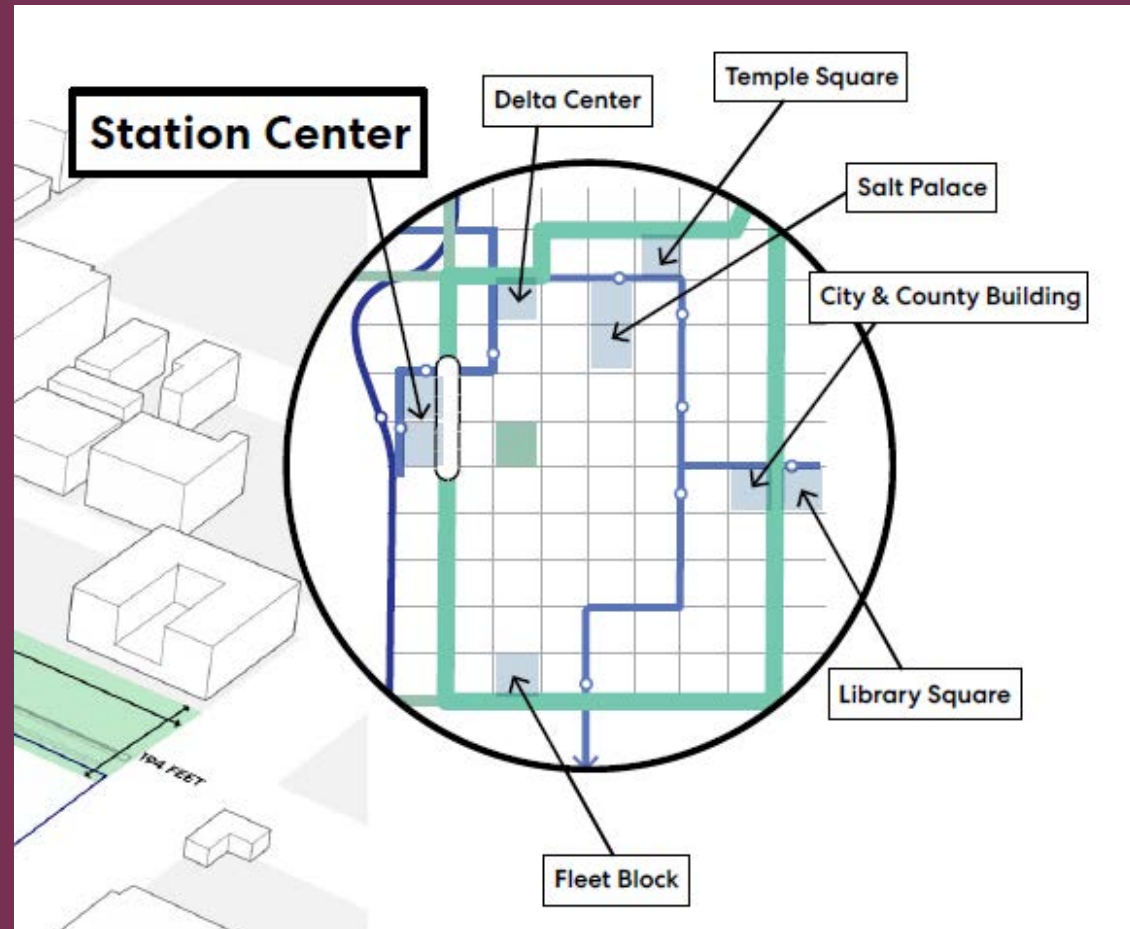 Temple Square
Delta Center
Station Center
Salt Palace
City & County Building
Library Square
194 FEET
Fleet Block